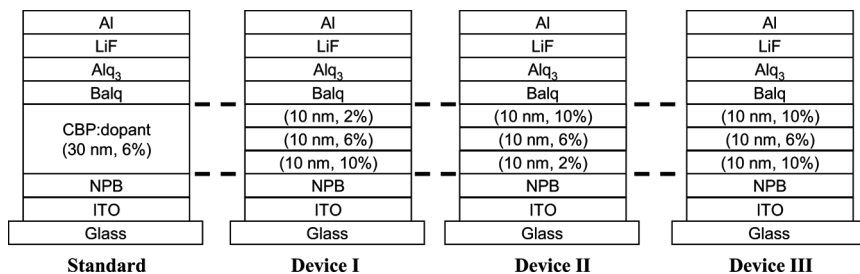 Al
LiF
Alq3
Balq
CBP:dopant
(30 nm, 6%)
NPB
ITO
Glass
Standard
Al
LiF
Alq3
Balq
(10 nm, 2%)
(10 nm, 6%)
(10 nm, 10%)
NPB
ITO
Glass
Device I
Al
LiF
Alq3
Balq
(10 nm, 10%)
(10 nm, 6%)
(10 nm, 2%)
NPB
ITO
Glass
Device II
Al
LiF
Alq3
Balq
(10 nm, 10%)
(10 nm, 6%)
(10 nm, 10%)
NPB
ITO
Glass
Device III